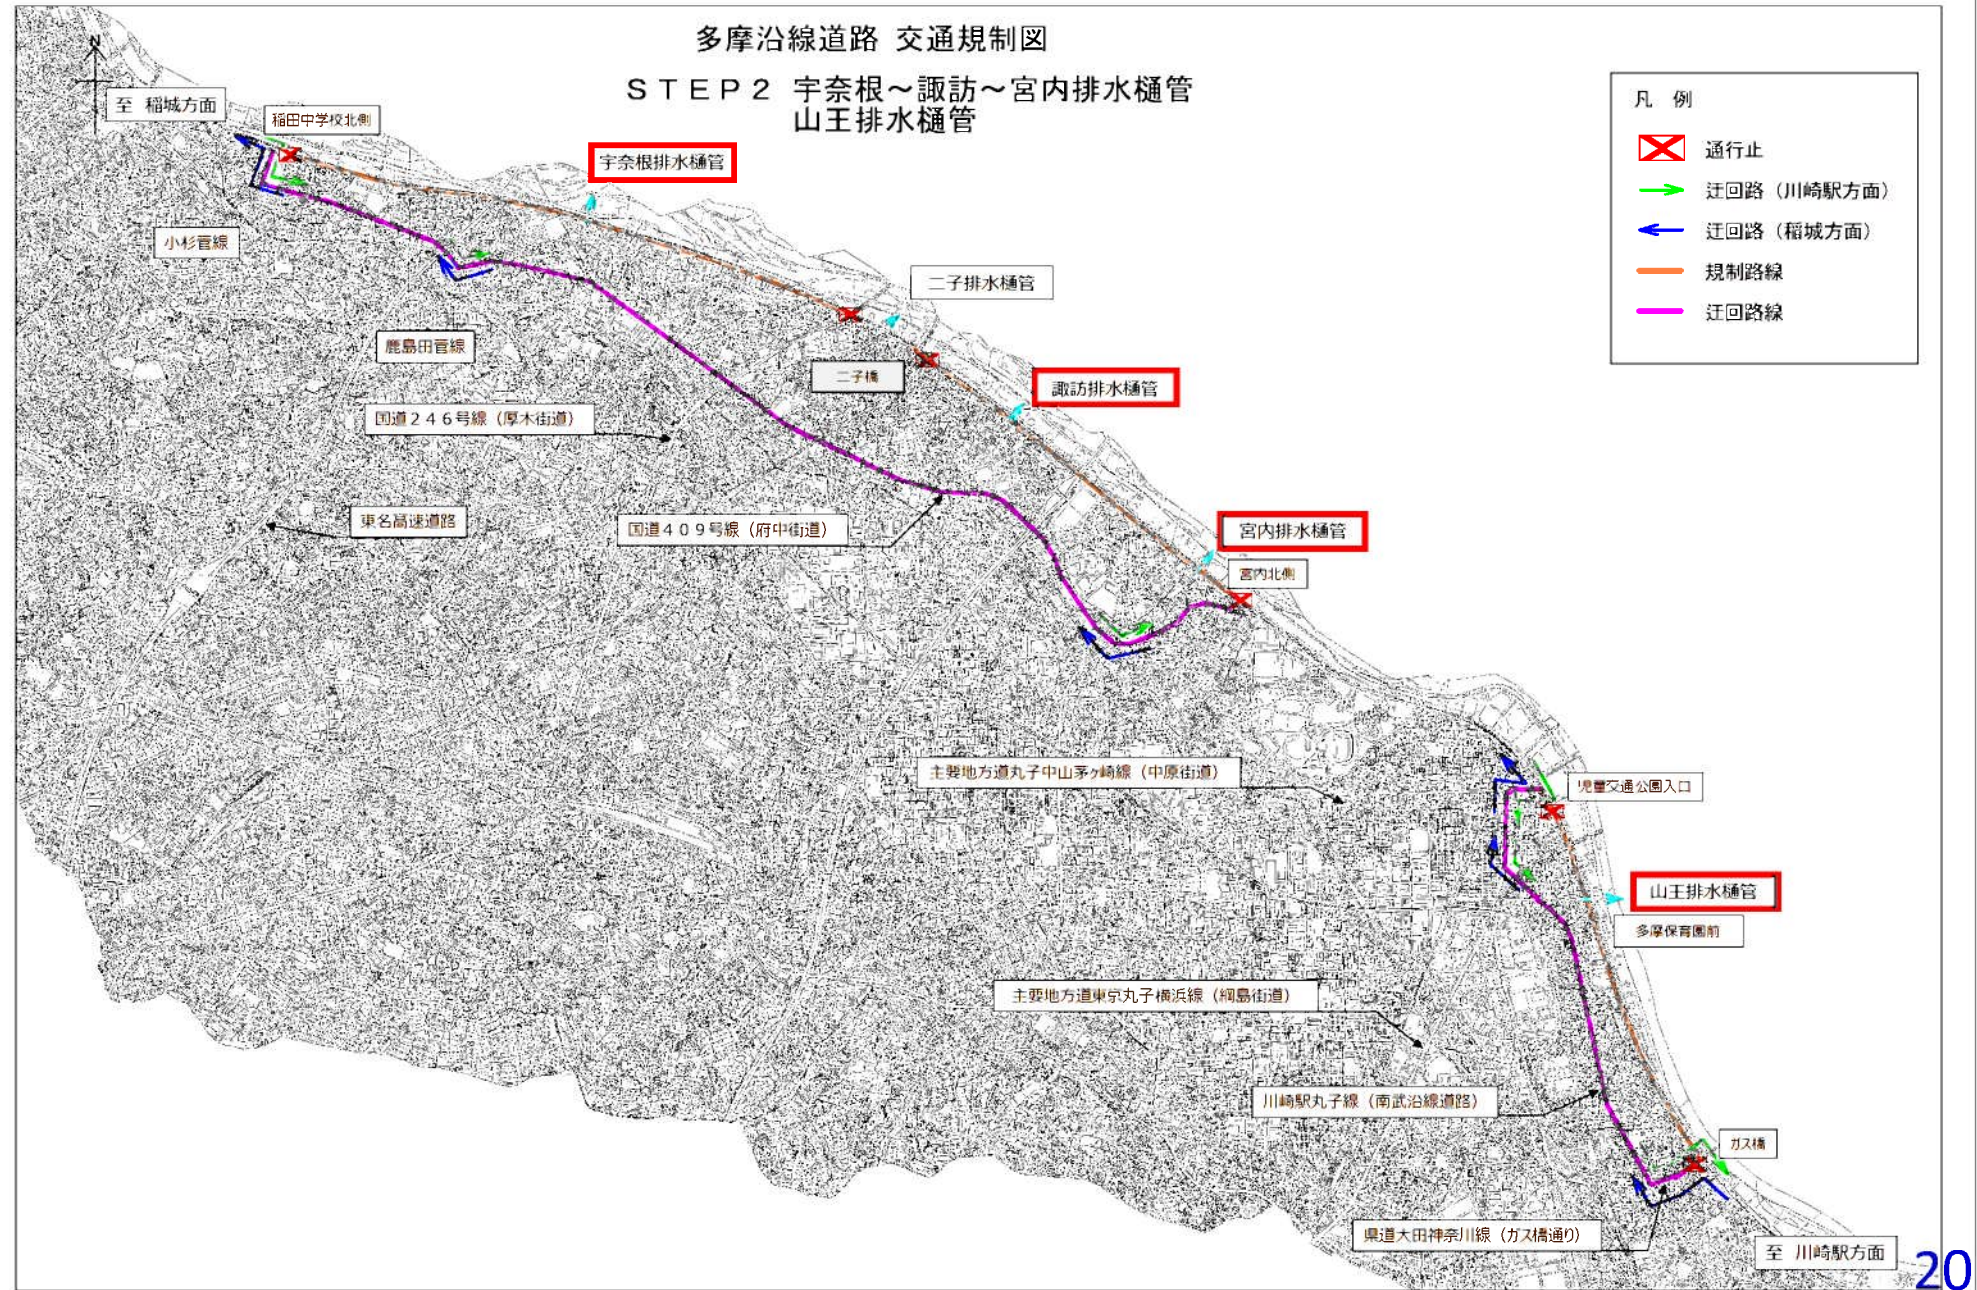 多摩沿線道路 交通規制図
STEP2 宇奈根～諏訪～宮内排水樋管
山王排水樋管
N
至 稲城方面
稲田中学校北側
宇奈根排水樋管
小杉菅線
二子排水樋管
鹿島田菅線
二子橋
諏訪排水樋管
国道246号線(厚木街道)
東名高速道路
国道409号線(府中街道)
宮内排水樋管
宮内北側
主要地方道丸子中山茅ヶ崎線(中原街道)
児童交通公園入口
山王排水樋管
多摩保育園前
主要地方道東京丸子横浜線(綱島街道)
川崎駅丸子線(南武沿線道路)
ガス橋
県道大田神奈川線(ガス橋通り)
至 川崎駅方面
凡 例
通行止
迂回路(川崎駅方面)
迂回路(稲城方面)
規制路線
迂回路線
20